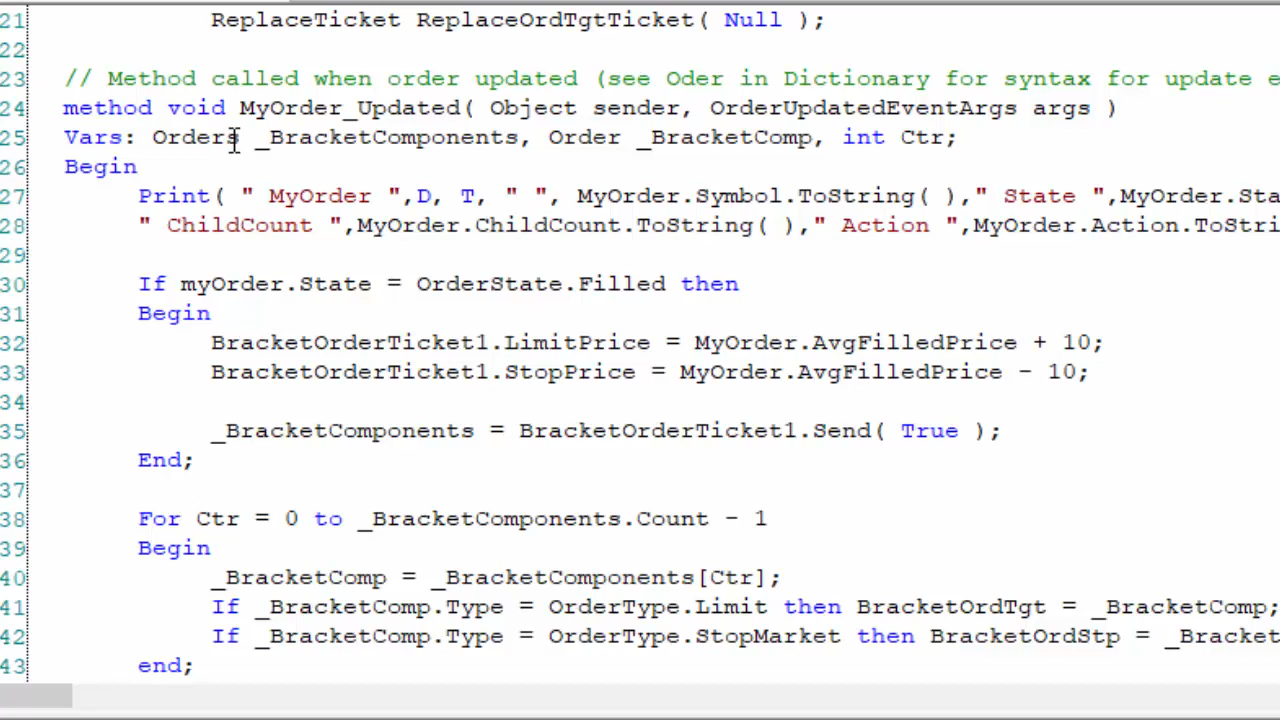 21 ReplaceTicket ReplaceOrdTgtTicket( Null );
22
23 // Method called when order updated (see Oder in Dictionary for syntax for update e
24 method void MyOrder_Updated( Object sender, OrderUpdatedEventArgs args )
25 Vars: Orders _BracketComponents, Order _BracketComp, int Ctr;
26 Begin
27 Print( " MyOrder ",D, T, " ", MyOrder.Symbol.ToString( )," State ",MyOrder.Sta
28 " ChildCount ",MyOrder.ChildCount.ToString( )," Action ",MyOrder.Action.ToStri
29
30 If myOrder.State = OrderState.Filled then
31 Begin
32 BracketOrderTicket1.LimitPrice = MyOrder.AvgFilledPrice + 10;
33 BracketOrderTicket1.StopPrice = MyOrder.AvgFilledPrice - 10;
34
35 _BracketComponents = BracketOrderTicket1.Send( True );
36 End;
37
38 For Ctr = 0 to _BracketComponents.Count - 1
39 Begin
40 _BracketComp = _BracketComponents[Ctr];
41 If _BracketComp.Type = OrderType.Limit then BracketOrdTgt = _BracketComp;
42 If _BracketComp.Type = OrderType.StopMarket then BracketOrdStp = _Bracket
43 end;